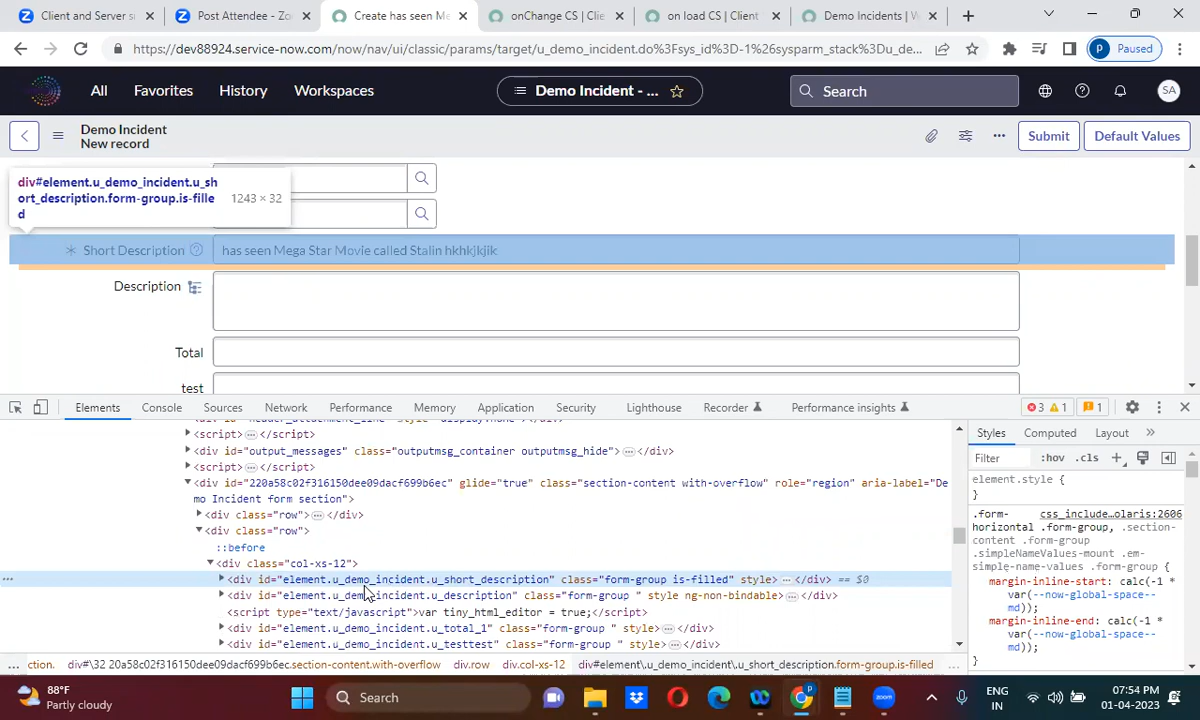 Client and Server s
Post Attendee - Zo
Create has seen Me
onChange CS | Clie
on load CS | Client
Demo Incidents | W
https://dev88924.service-now.com/now/nav/ui/classic/params/target/u_demo_incident.do%3Fsys_id%3D-1%26sysparm_stack%3Du_de...
P Paused
All Favorites History Workspaces
Demo Incident - ...
Search
SA
Demo Incident
New record
Submit
Default Values
div#element.u_demo_incident.u_sh
ort_description.form-group.is-fille
d
1243 × 32
Short Description
has seen Mega Star Movie called Stalin hkhkjkjik
Description
Total
test
Elements Console Sources Network Performance Memory Application Security Lighthouse Recorder Performance insights
3 1 1
<script>…</script>
<div id="output_messages" class="outputmsg_container outputmsg_hide">…</div>
<script>…</script>
<div id="220a58c02f316150dee09dacf699b6ec" glide="true" class="section-content with-overflow" role="region" aria-label="De
mo Incident form section">
<div class="row">…</div>
<div class="row">
::before
<div class="col-xs-12">
<div id="element.u_demo_incident.u_short_description" class="form-group is-filled" style>…</div> == $0
<div id="element.u_demo_incident.u_description" class="form-group " style ng-non-bindable>…</div>
<script type="text/javascript">var tiny_html_editor = true;</script>
<div id="element.u_demo_incident.u_total_1" class="form-group " style>…</div>
<div id="element.u_demo_incident.u_testtest" class="form-group " style>…</div>
... ction. div#\32 20a58c02f316150dee09dacf699b6ec.section-content.with-overflow div.row div.col-xs-12 div#element\.u_demo_incident\.u_short_description.form-group.is-filled ...
Styles Computed Layout
Filter
:hov .cls
element.style {
}
.form- css_include…olaris:2606
horizontal .form-group, .section-
content .form-group
.simpleNameValues-mount .em-
simple-name-values .form-group {
margin-inline-start: calc(-1 *
var(--now-global-space--
md));
margin-inline-end: calc(-1 *
var(--now-global-space--
md));
}
88°F
Partly cloudy
Search
ENG
IN
07:54 PM
01-04-2023